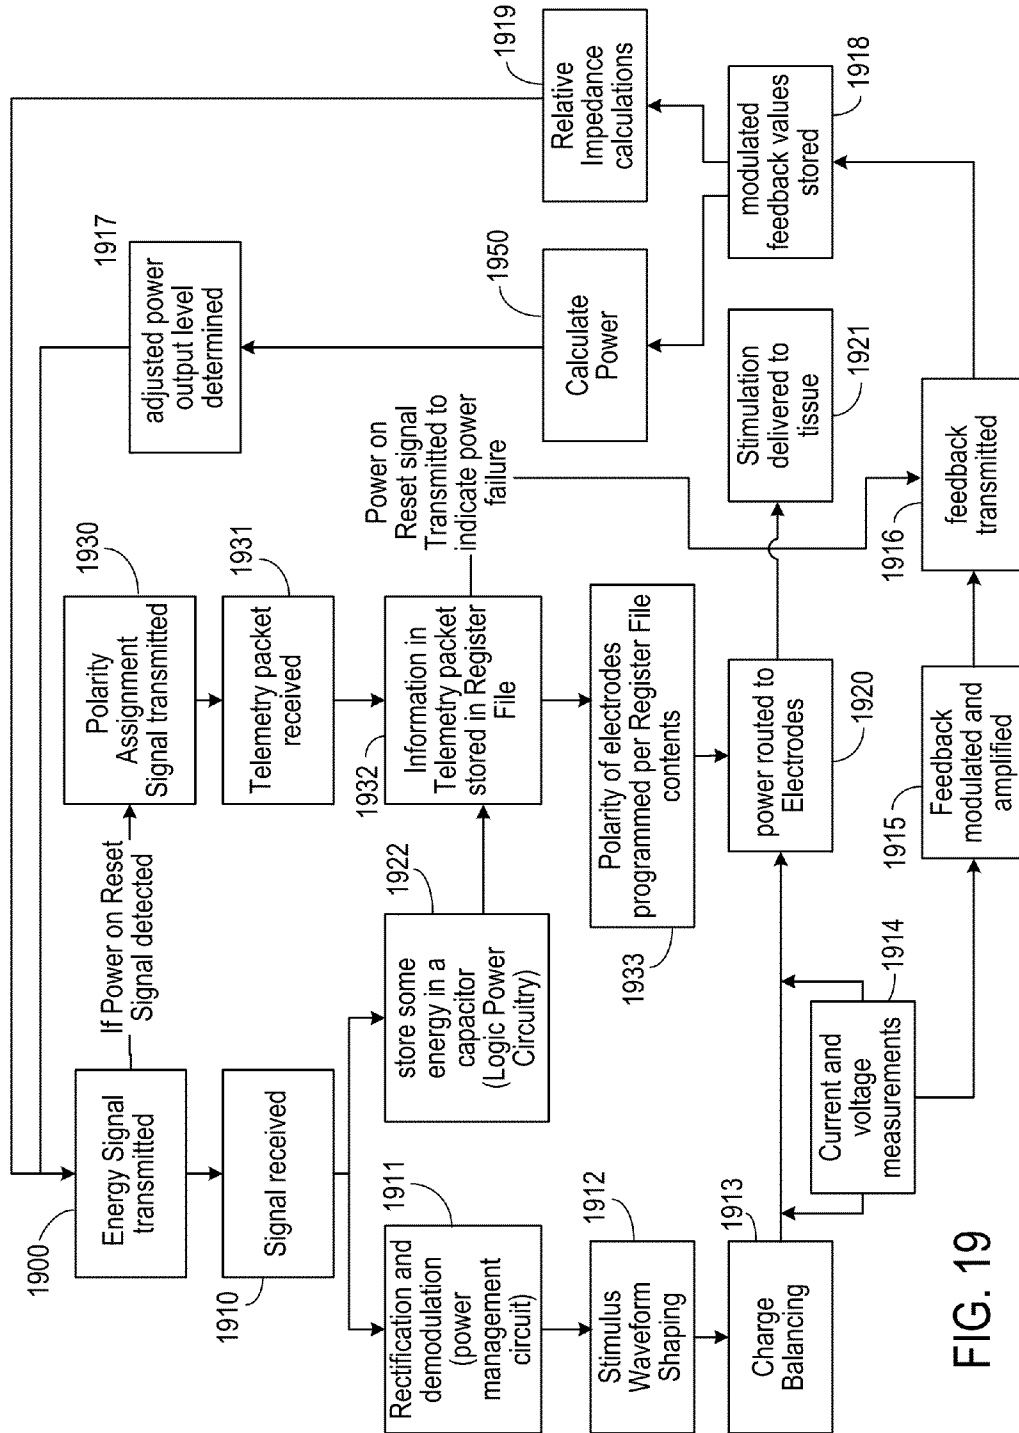 1900
Energy Signal
transmitted
If Power on Reset
Signal detected
1930
Polarity
Assignment
Signal transmitted
1917
adjusted power
output level
determined
1910
Signal received
1931
Telemetry packet
received
1911
Rectification and
demodulation
(power
management
circuit)
1922
store some
energy in a
capacitor
(Logic Power
Circuitry)
1932
Information in
Telemetry packet
stored in Register
File
Power on
Reset signal
Transmitted to
indicate power
failure
1950
Calculate
Power
1919
Relative
Impedance
calculations
1912
Stimulus
Waveform
Shaping
1933
Polarity of electrodes
programmed per Register File
contents
1913
Charge
Balancing
1920
power routed to
Electrodes
1921
Stimulation
delivered to
tissue
1918
modulated
feedback values
stored
1914
Current and
voltage
measurements
1915
Feedback
modulated and
amplified
1916
feedback
transmitted
FIG. 19